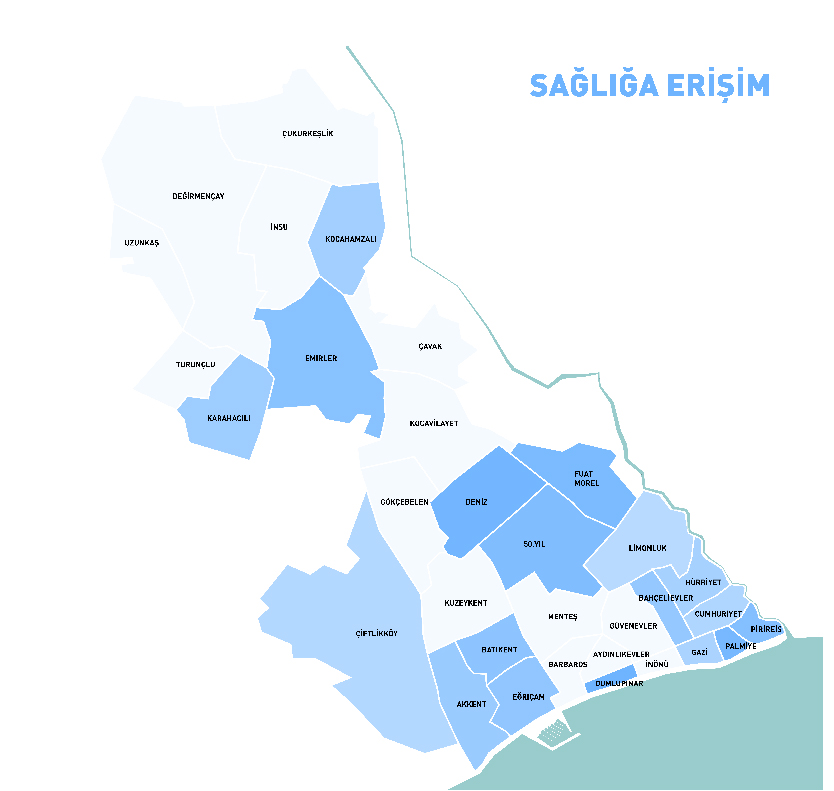 SAĞLIĞA ERİŞİM
ÇUKURKEŞLİK
DEĞİRMENÇAY
İNSU
KOCAHAMZALI
UZUNKAŞ
ÇAVAK
EMİRLER
TURUNÇLU
KARAHACILI
KOCAVİLAYET
FUAT
MOREL
GÖKÇEBELEN
DENİZ
50.YIL
LİMONLUK
HÜRRİYET
BAHÇELİEVLER
KUZEYKENT
CUMHURİYET
MENTEŞ
GÜVENEVLER
PİRİREİS
ÇİFTLİKKÖY
PALMİYE
BATIKENT
GAZİ
AYDINLIKEVLER
BARBAROS
İNÖNÜ
DUMLUPINAR
EĞRİÇAM
AKKENT